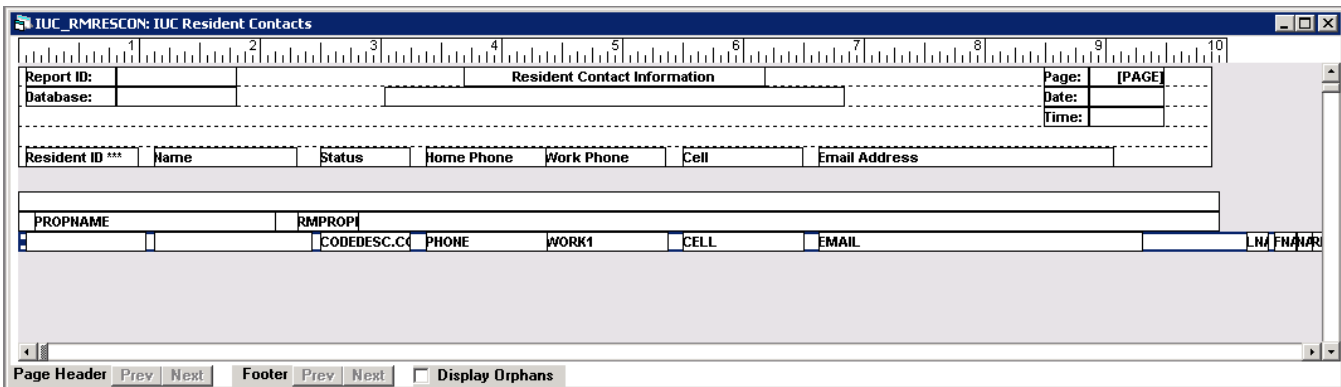 IUC_RMRESCON: IUC Resident Contacts
1 2 3 4 5 6 7 8 9 10
Report ID: Resident Contact Information Page: [PAGE]
Database: Date:
Time:
Resident ID *** Name Status Home Phone Work Phone Cell Email Address
PROPNAME RMPROPI
CODEDESC.CO PHONE WORK1 CELL EMAIL LNA FNA
Page Header Prev Next Footer Prev Next Display Orphans